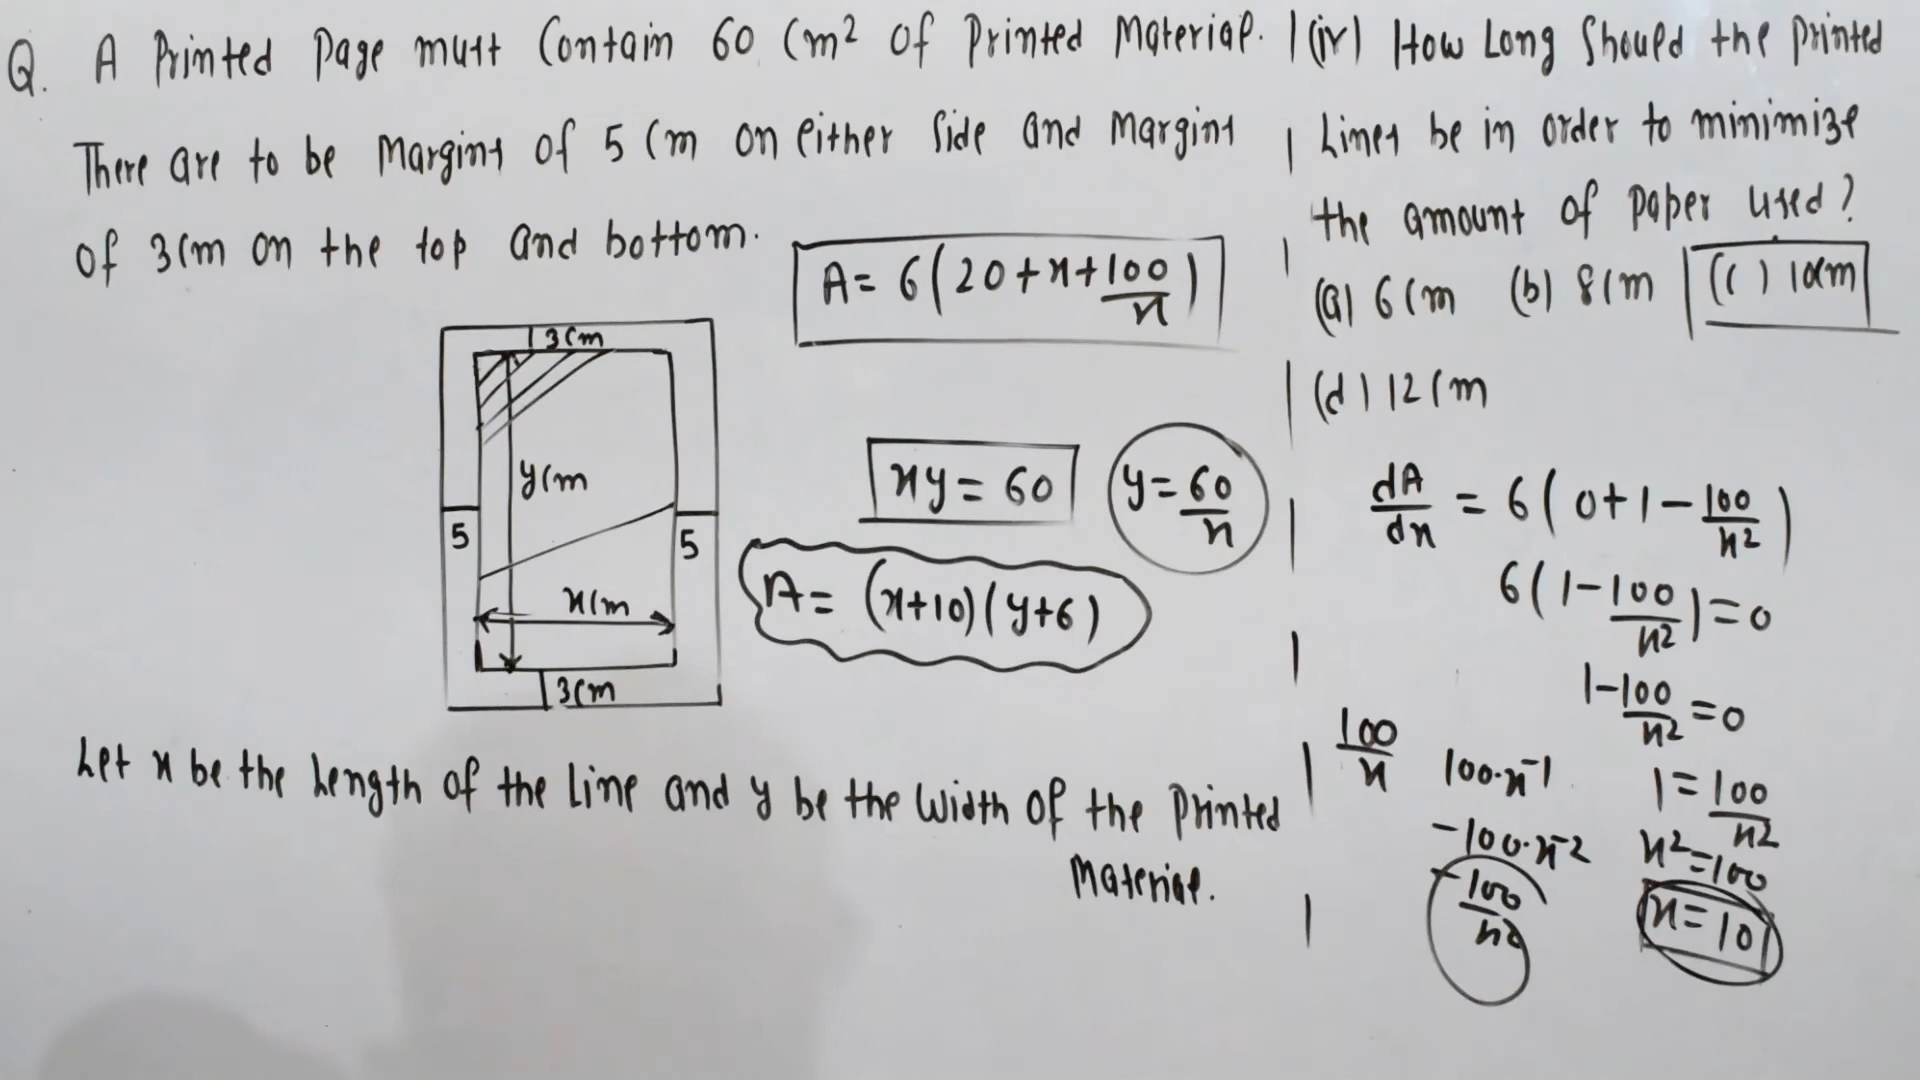 Q. A Printed Page must Contain 60 Cm² of Printed Material.
There are to be Margins of 5 Cm on either Side and Margins
of 3Cm on the top and bottom.
A = 6(20+x+100/x)
3Cm
yCm
5
5
xCm
3Cm
xy = 60
y = 60/x
A = (x+10)(y+6)
Let x be the Length of the Line and y be the Width of the Printed
Material.
(iv) How Long Should the Printed
Lines be in order to minimize
the amount of Paper Used?
(a) 6Cm (b) 8Cm (c) 10cm
(d) 12Cm
dA/dx = 6(0+1-100/x²)
6(1-100/x²)=0
1-100/x²=0
1=100/x²
x²=100
x=10
100/x
100·x⁻¹
-100·x⁻²
-100/x²